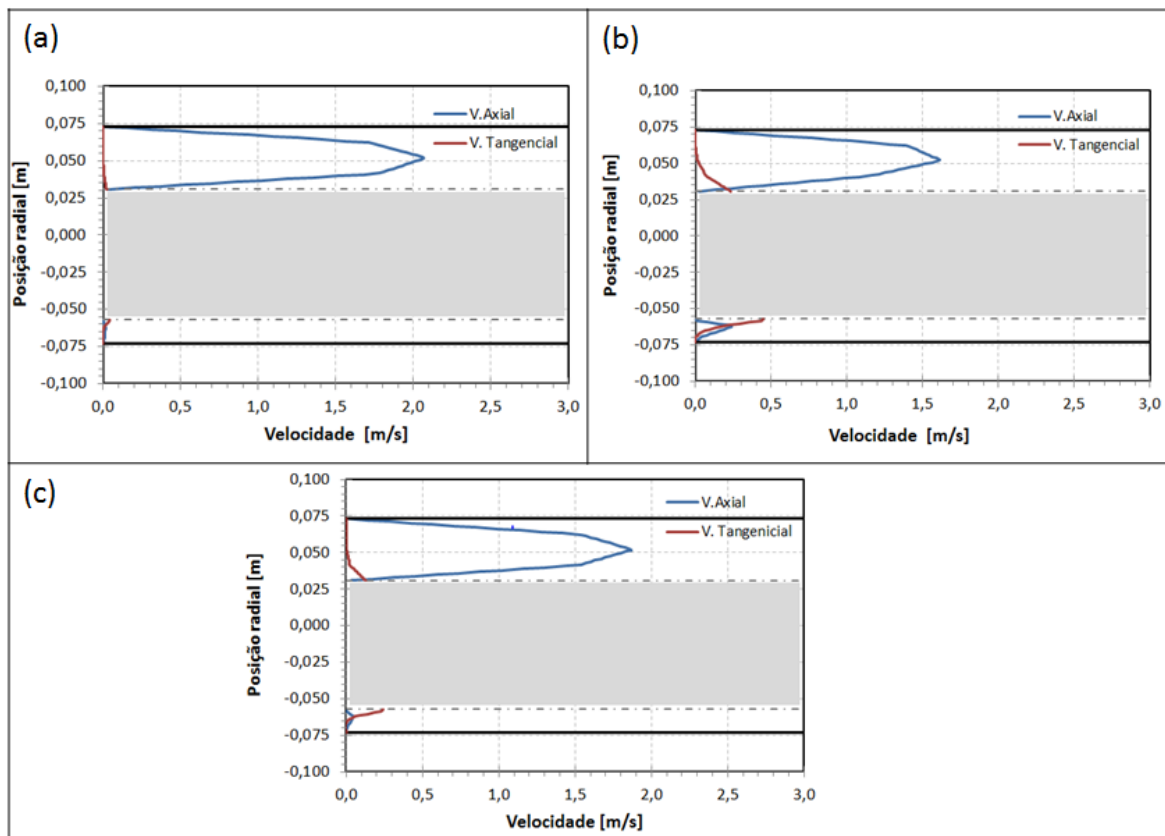 (a)
0,100
0,075
0,050
0,025
0,000
-0,025
-0,050
-0,075
-0,100
Posição radial [m]
V.Axial
V. Tangencial
0,0 0,5 1,0 1,5 2,0 2,5 3,0
Velocidade [m/s]
(b)
0,100
0,075
0,050
0,025
0,000
-0,025
-0,050
-0,075
-0,100
Posição radial [m]
V.Axial
V. Tangencial
0,0 0,5 1,0 1,5 2,0 2,5 3,0
Velocidade [m/s]
(c)
0,100
0,075
0,050
0,025
0,000
-0,025
-0,050
-0,075
-0,100
Posição radial [m]
V.Axial
V. Tangenicial
0,0 0,5 1,0 1,5 2,0 2,5 3,0
Velocidade [m/s]